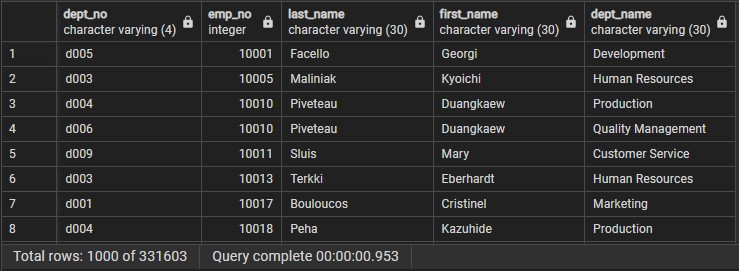 dept_no emp_no last_name first_name dept_name
character varying (4) integer character varying (30) character varying (30) character varying (30)
1 d005 10001 Facello Georgi Development
2 d003 10005 Maliniak Kyoichi Human Resources
3 d004 10010 Piveteau Duangkaew Production
4 d006 10010 Piveteau Duangkaew Quality Management
5 d009 10011 Sluis Mary Customer Service
6 d003 10013 Terkki Eberhardt Human Resources
7 d001 10017 Bouloucos Cristinel Marketing
8 d004 10018 Peha Kazuhide Production
Total rows: 1000 of 331603 Query complete 00:00:00.953